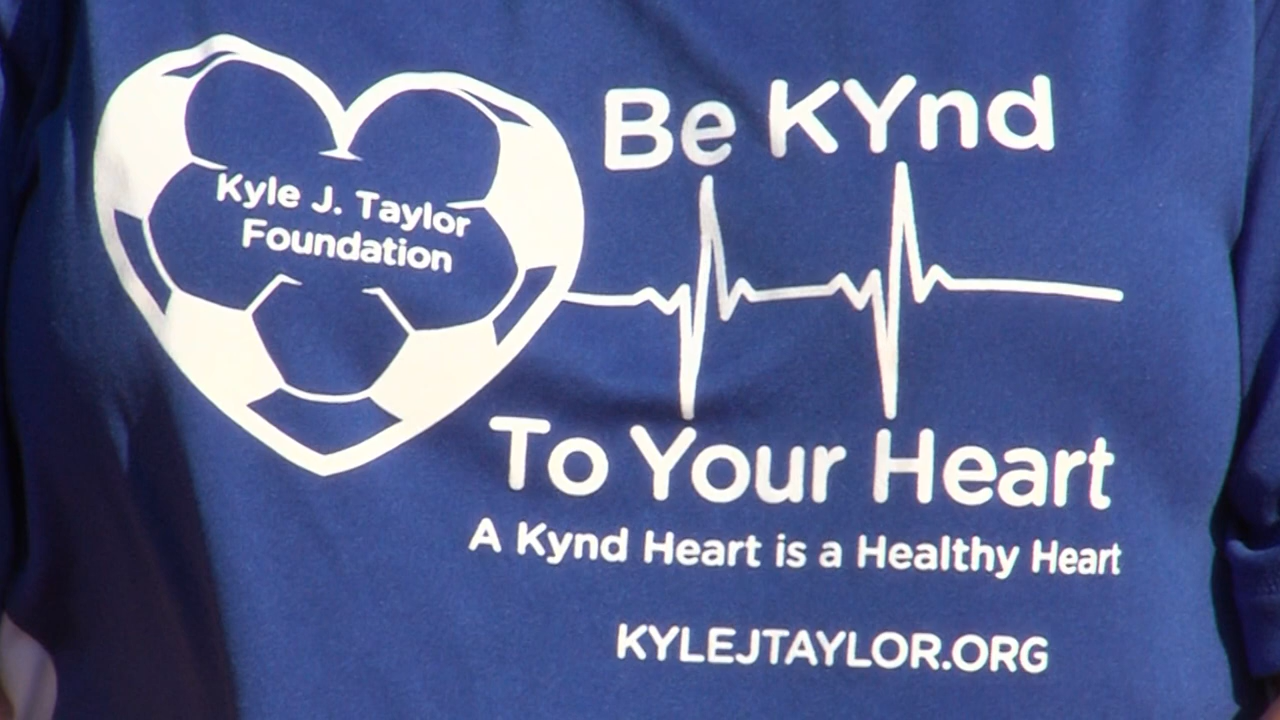 Kyle J. Taylor
Foundation
Be KYnd
To Your Heart
A Kynd Heart is a Healthy Heart
KYLEJTAYLOR.ORG